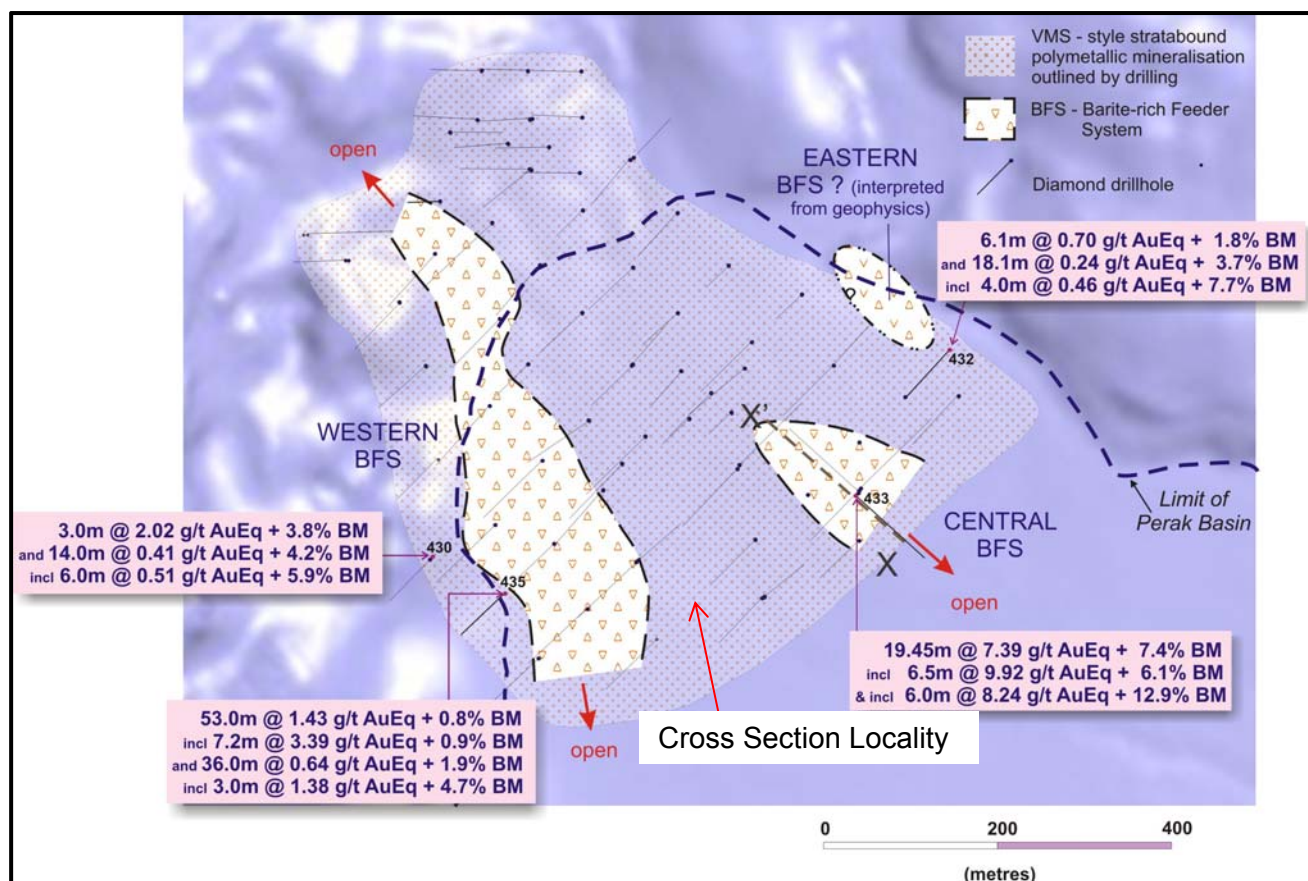 VMS - style stratabound
polymetallic mineralisation
outlined by drilling
BFS - Barite-rich Feeder
System
Diamond drillhole
open
EASTERN
BFS ? (interpreted
from geophysics)
6.1m @ 0.70 g/t AuEq + 1.8% BM
and 18.1m @ 0.24 g/t AuEq + 3.7% BM
incl 4.0m @ 0.46 g/t AuEq + 7.7% BM
432
WESTERN
BFS
X'
433
CENTRAL
BFS
X
Limit of
Perak Basin
3.0m @ 2.02 g/t AuEq + 3.8% BM
and 14.0m @ 0.41 g/t AuEq + 4.2% BM
incl 6.0m @ 0.51 g/t AuEq + 5.9% BM
430
435
open
19.45m @ 7.39 g/t AuEq + 7.4% BM
incl 6.5m @ 9.92 g/t AuEq + 6.1% BM
& incl 6.0m @ 8.24 g/t AuEq + 12.9% BM
53.0m @ 1.43 g/t AuEq + 0.8% BM
incl 7.2m @ 3.39 g/t AuEq + 0.9% BM
and 36.0m @ 0.64 g/t AuEq + 1.9% BM
incl 3.0m @ 1.38 g/t AuEq + 4.7% BM
open
Cross Section Locality
0 200 400
(metres)